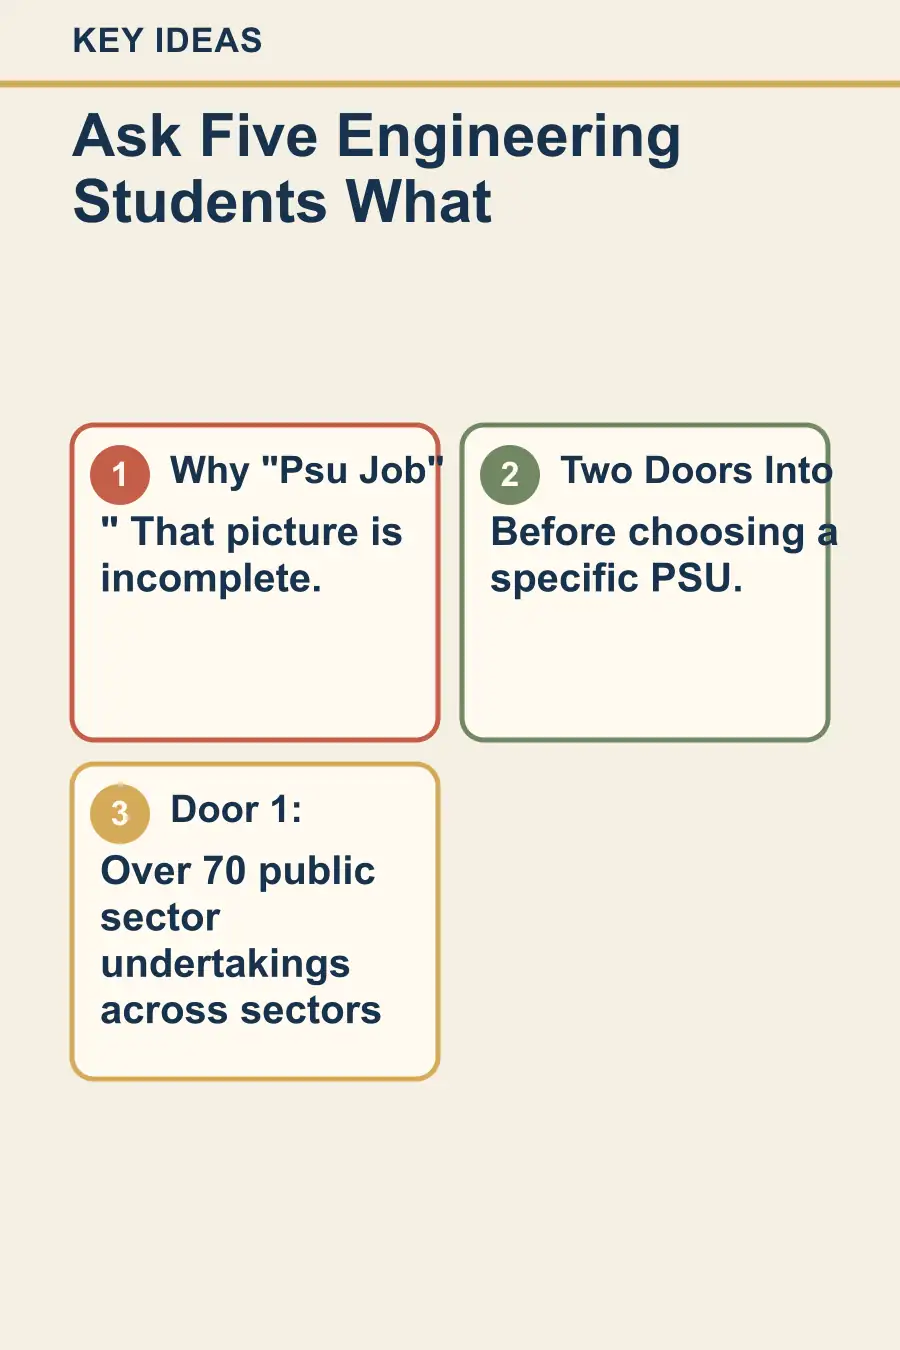 KEY IDEAS
Ask Five Engineering
Students What
1 Why "Psu Job"
" That picture is
incomplete.
2 Two Doors Into
Before choosing a
specific PSU.
3 Door 1:
Over 70 public
sector
undertakings
across sectors